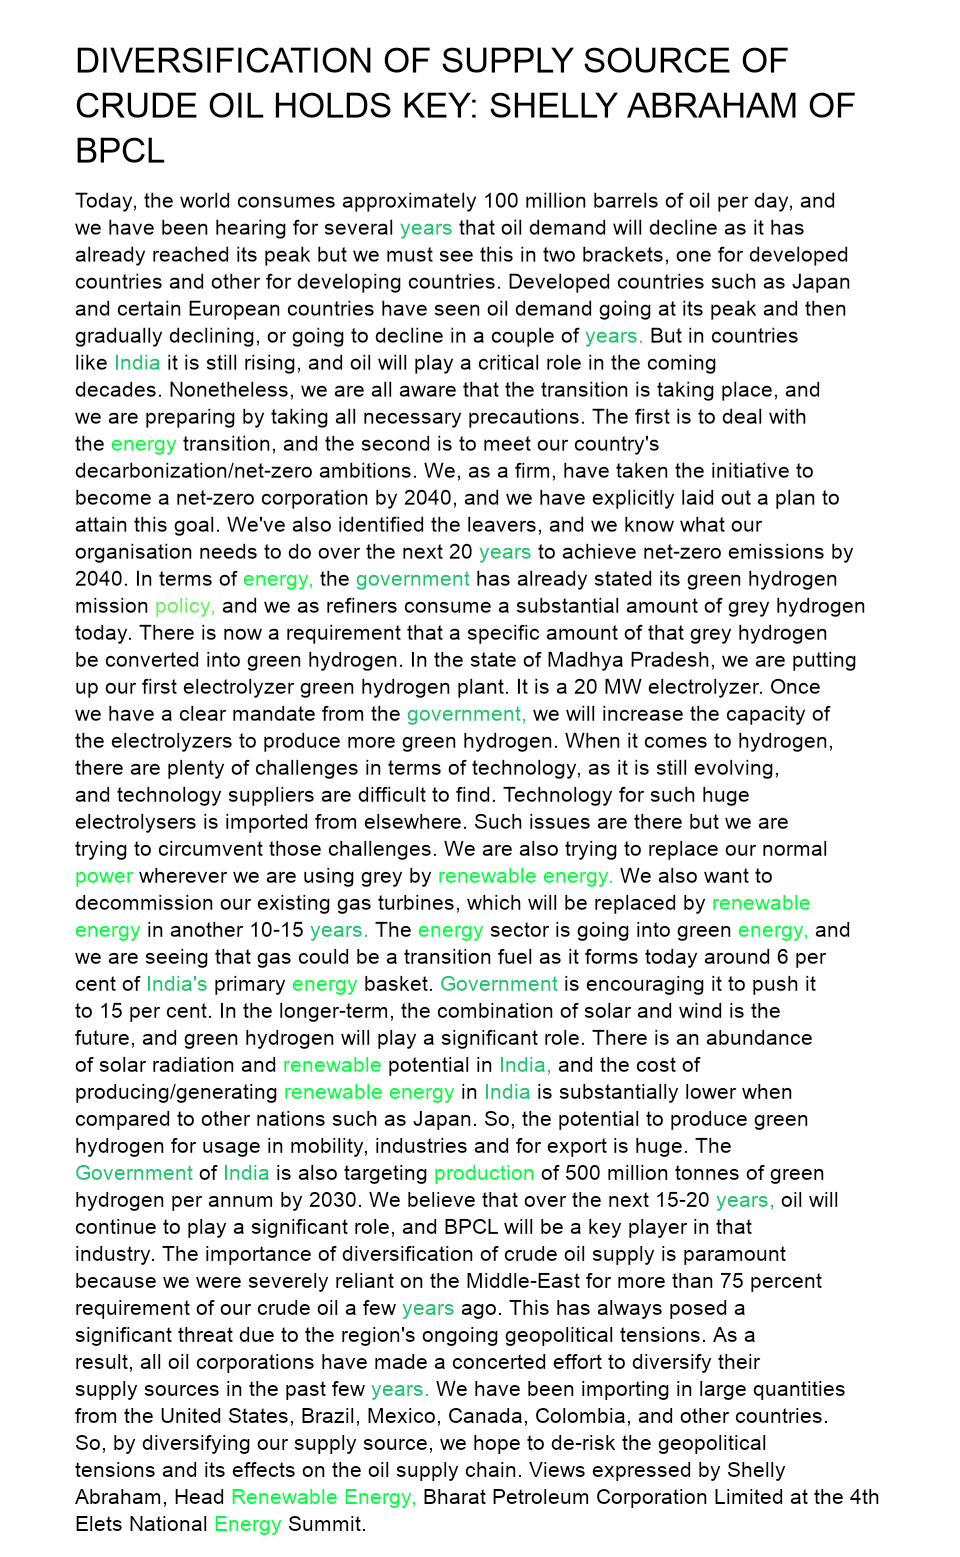 DIVERSIFICATION OF SUPPLY SOURCE OF
CRUDE OIL HOLDS KEY: SHELLY ABRAHAM OF
BPCL
Today, the world consumes approximately 100 million barrels of oil per day, and
we have been hearing for several years that oil demand will decline as it has
already reached its peak but we must see this in two brackets, one for developed
countries and other for developing countries. Developed countries such as Japan
and certain European countries have seen oil demand going at its peak and then
gradually declining, or going to decline in a couple of years. But in countries
like India it is still rising, and oil will play a critical role in the coming
decades. Nonetheless, we are all aware that the transition is taking place, and
we are preparing by taking all necessary precautions. The first is to deal with
the energy transition, and the second is to meet our country's
decarbonization/net-zero ambitions. We, as a firm, have taken the initiative to
become a net-zero corporation by 2040, and we have explicitly laid out a plan to
attain this goal. We've also identified the leavers, and we know what our
organisation needs to do over the next 20 years to achieve net-zero emissions by
2040. In terms of energy, the government has already stated its green hydrogen
mission policy, and we as refiners consume a substantial amount of grey hydrogen
today. There is now a requirement that a specific amount of that grey hydrogen
be converted into green hydrogen. In the state of Madhya Pradesh, we are putting
up our first electrolyzer green hydrogen plant. It is a 20 MW electrolyzer. Once
we have a clear mandate from the government, we will increase the capacity of
the electrolyzers to produce more green hydrogen. When it comes to hydrogen,
there are plenty of challenges in terms of technology, as it is still evolving,
and technology suppliers are difficult to find. Technology for such huge
electrolysers is imported from elsewhere. Such issues are there but we are
trying to circumvent those challenges. We are also trying to replace our normal
power wherever we are using grey by renewable energy. We also want to
decommission our existing gas turbines, which will be replaced by renewable
energy in another 10-15 years. The energy sector is going into green energy, and
we are seeing that gas could be a transition fuel as it forms today around 6 per
cent of India's primary energy basket. Government is encouraging it to push it
to 15 per cent. In the longer-term, the combination of solar and wind is the
future, and green hydrogen will play a significant role. There is an abundance
of solar radiation and renewable potential in India, and the cost of
producing/generating renewable energy in India is substantially lower when
compared to other nations such as Japan. So, the potential to produce green
hydrogen for usage in mobility, industries and for export is huge. The
Government of India is also targeting production of 500 million tonnes of green
hydrogen per annum by 2030. We believe that over the next 15-20 years, oil will
continue to play a significant role, and BPCL will be a key player in that
industry. The importance of diversification of crude oil supply is paramount
because we were severely reliant on the Middle-East for more than 75 percent
requirement of our crude oil a few years ago. This has always posed a
significant threat due to the region's ongoing geopolitical tensions. As a
result, all oil corporations have made a concerted effort to diversify their
supply sources in the past few years. We have been importing in large quantities
from the United States, Brazil, Mexico, Canada, Colombia, and other countries.
So, by diversifying our supply source, we hope to de-risk the geopolitical
tensions and its effects on the oil supply chain. Views expressed by Shelly
Abraham, Head Renewable Energy, Bharat Petroleum Corporation Limited at the 4th
Elets National Energy Summit.